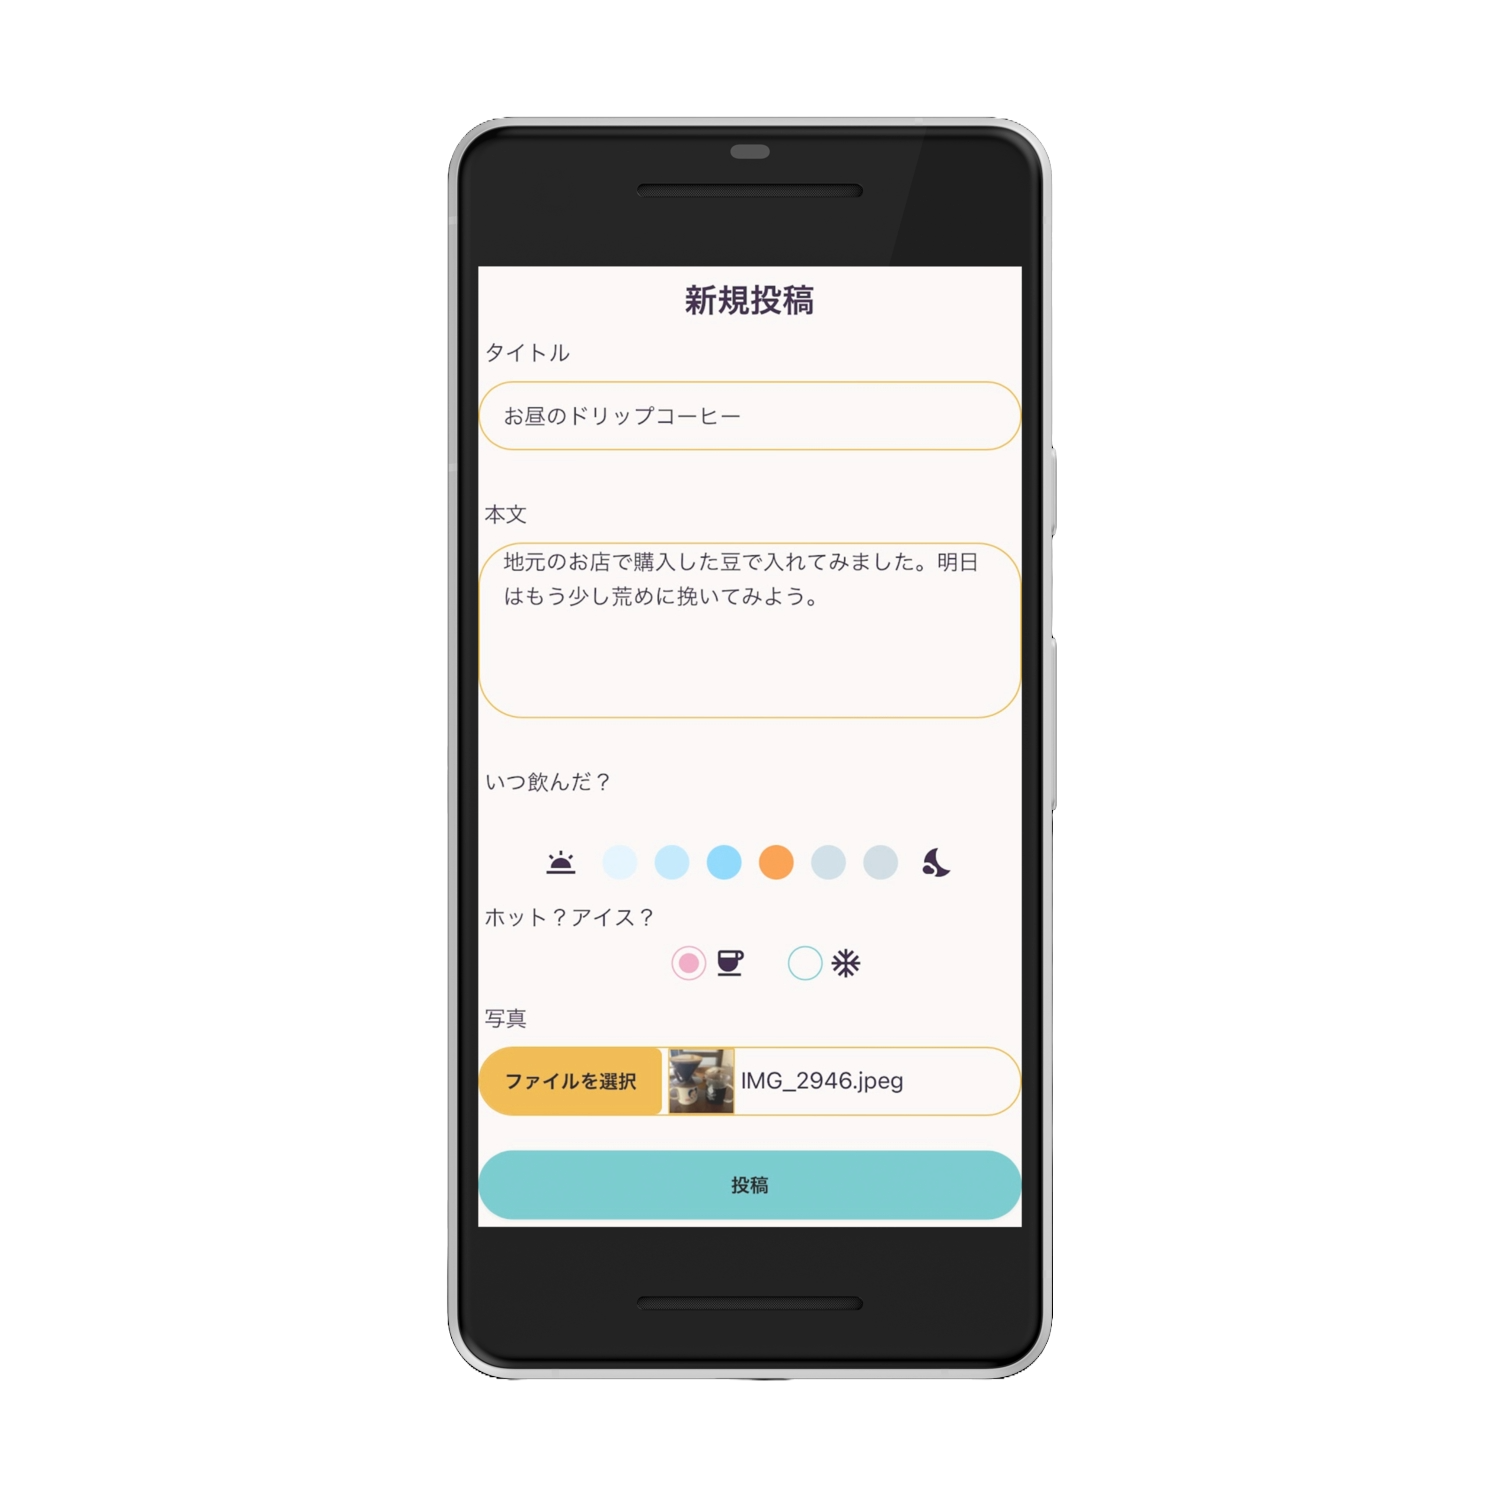 新規投稿
タイトル
お昼のドリップコーヒー
本文
地元のお店で購入した豆で入れてみました。明日
はもう少し荒めに挽いてみよう。
いつ飲んだ？
ホット？アイス？
写真
ファイルを選択 IMG_2946.jpeg
投稿